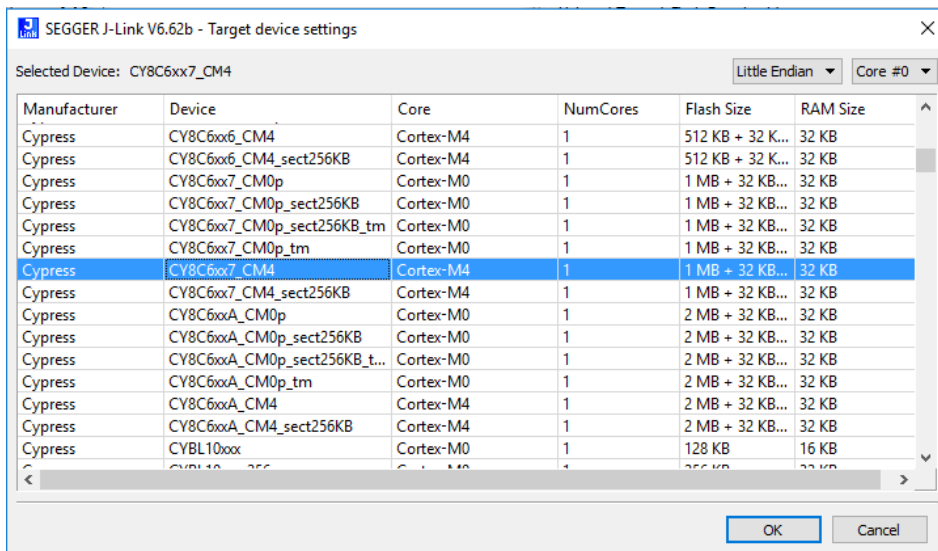 SEGGER J-Link V6.62b - Target device settings
Selected Device: CY8C6xx7_CM4 Little Endian Core #0
Manufacturer Device Core NumCores Flash Size RAM Size
Cypress CY8C6xx6_CM4 Cortex-M4 1 512 KB + 32 K... 32 KB
Cypress CY8C6xx6_CM4_sect256KB Cortex-M4 1 512 KB + 32 K... 32 KB
Cypress CY8C6xx7_CM0p Cortex-M0 1 1 MB + 32 KB... 32 KB
Cypress CY8C6xx7_CM0p_sect256KB Cortex-M0 1 1 MB + 32 KB... 32 KB
Cypress CY8C6xx7_CM0p_sect256KB_tm Cortex-M0 1 1 MB + 32 KB... 32 KB
Cypress CY8C6xx7_CM0p_tm Cortex-M0 1 1 MB + 32 KB... 32 KB
Cypress CY8C6xx7_CM4 Cortex-M4 1 1 MB + 32 KB... 32 KB
Cypress CY8C6xx7_CM4_sect256KB Cortex-M4 1 1 MB + 32 KB... 32 KB
Cypress CY8C6xxA_CM0p Cortex-M0 1 2 MB + 32 KB... 32 KB
Cypress CY8C6xxA_CM0p_sect256KB Cortex-M0 1 2 MB + 32 KB... 32 KB
Cypress CY8C6xxA_CM0p_sect256KB_t... Cortex-M0 1 2 MB + 32 KB... 32 KB
Cypress CY8C6xxA_CM0p_tm Cortex-M0 1 2 MB + 32 KB... 32 KB
Cypress CY8C6xxA_CM4 Cortex-M4 1 2 MB + 32 KB... 32 KB
Cypress CY8C6xxA_CM4_sect256KB Cortex-M4 1 2 MB + 32 KB... 32 KB
Cypress CYBL10xxx Cortex-M0 1 128 KB 16 KB
OK Cancel